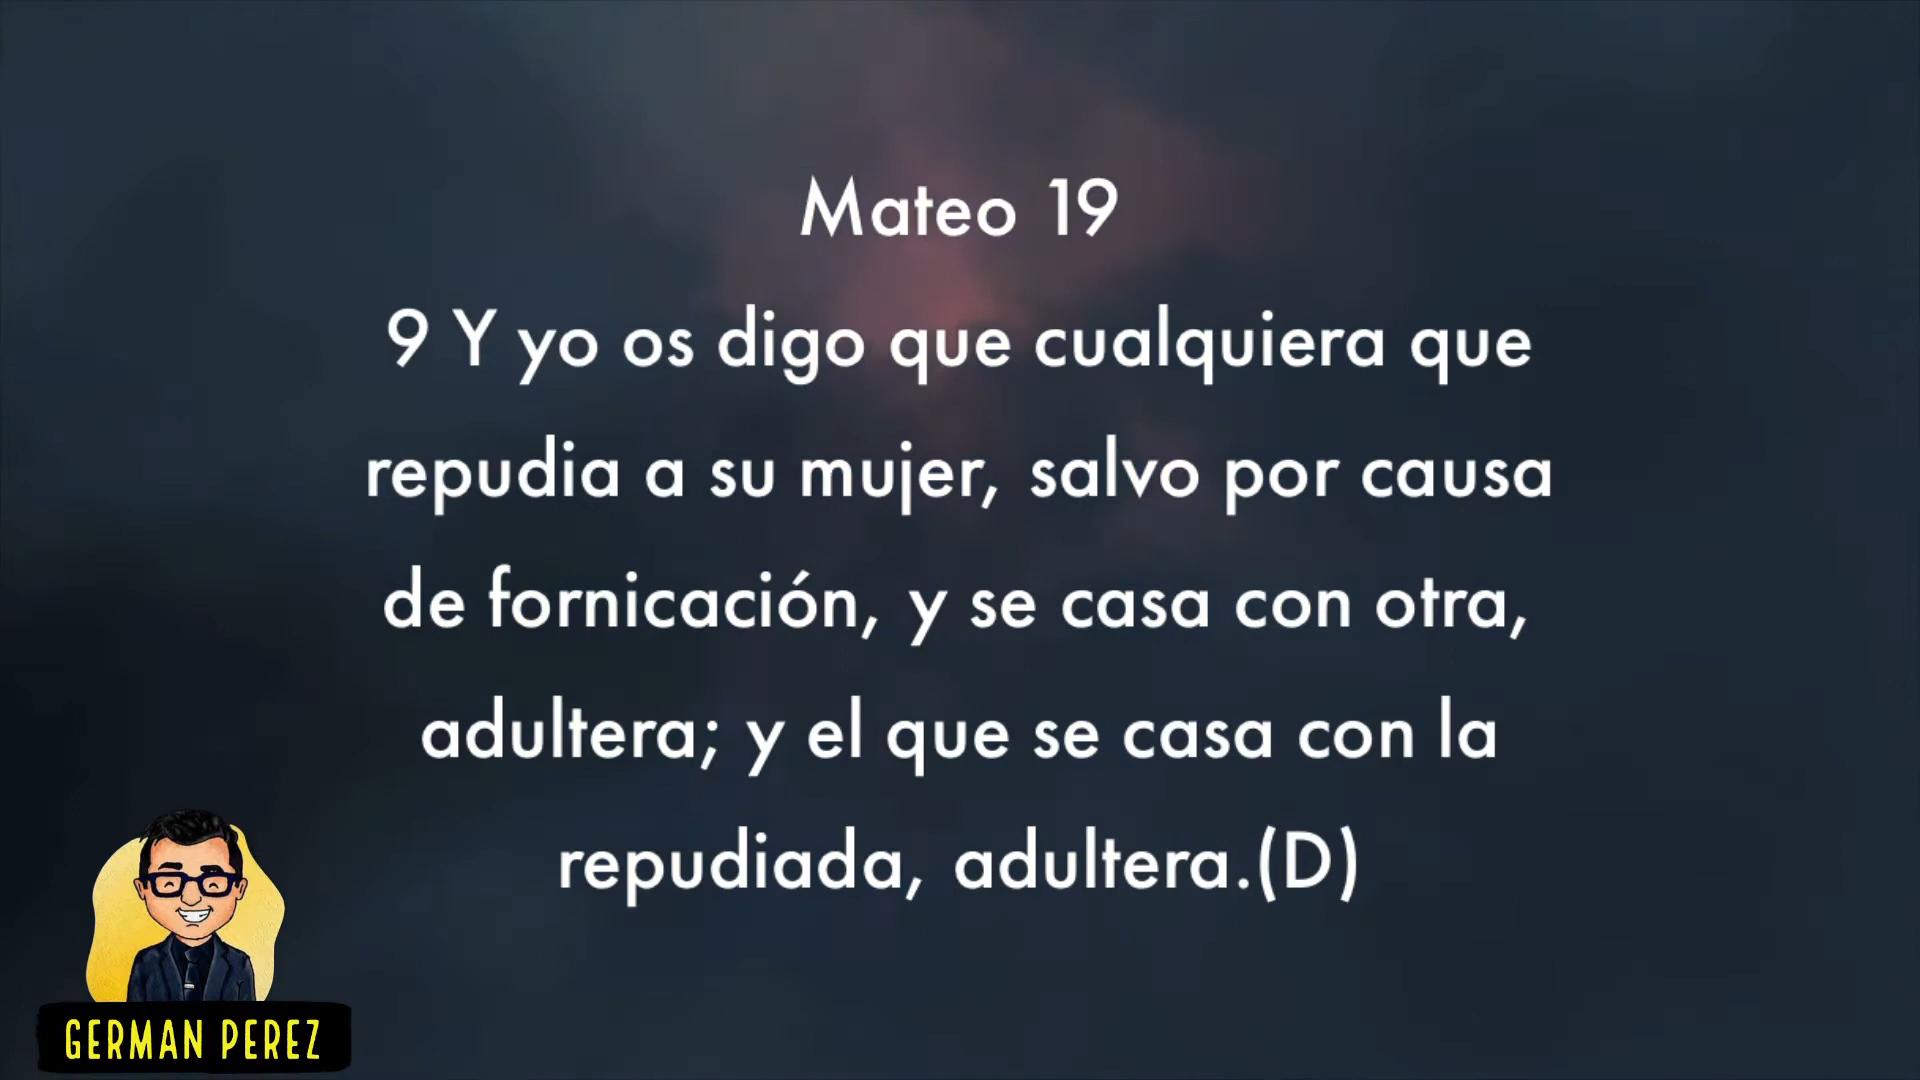 Mateo 19
9 Y yo os digo que cualquiera que
repudia a su mujer, salvo por causa
de fornicación, y se casa con otra,
adultera; y el que se casa con la
repudiada, adultera.(D)
GERMAN PEREZ